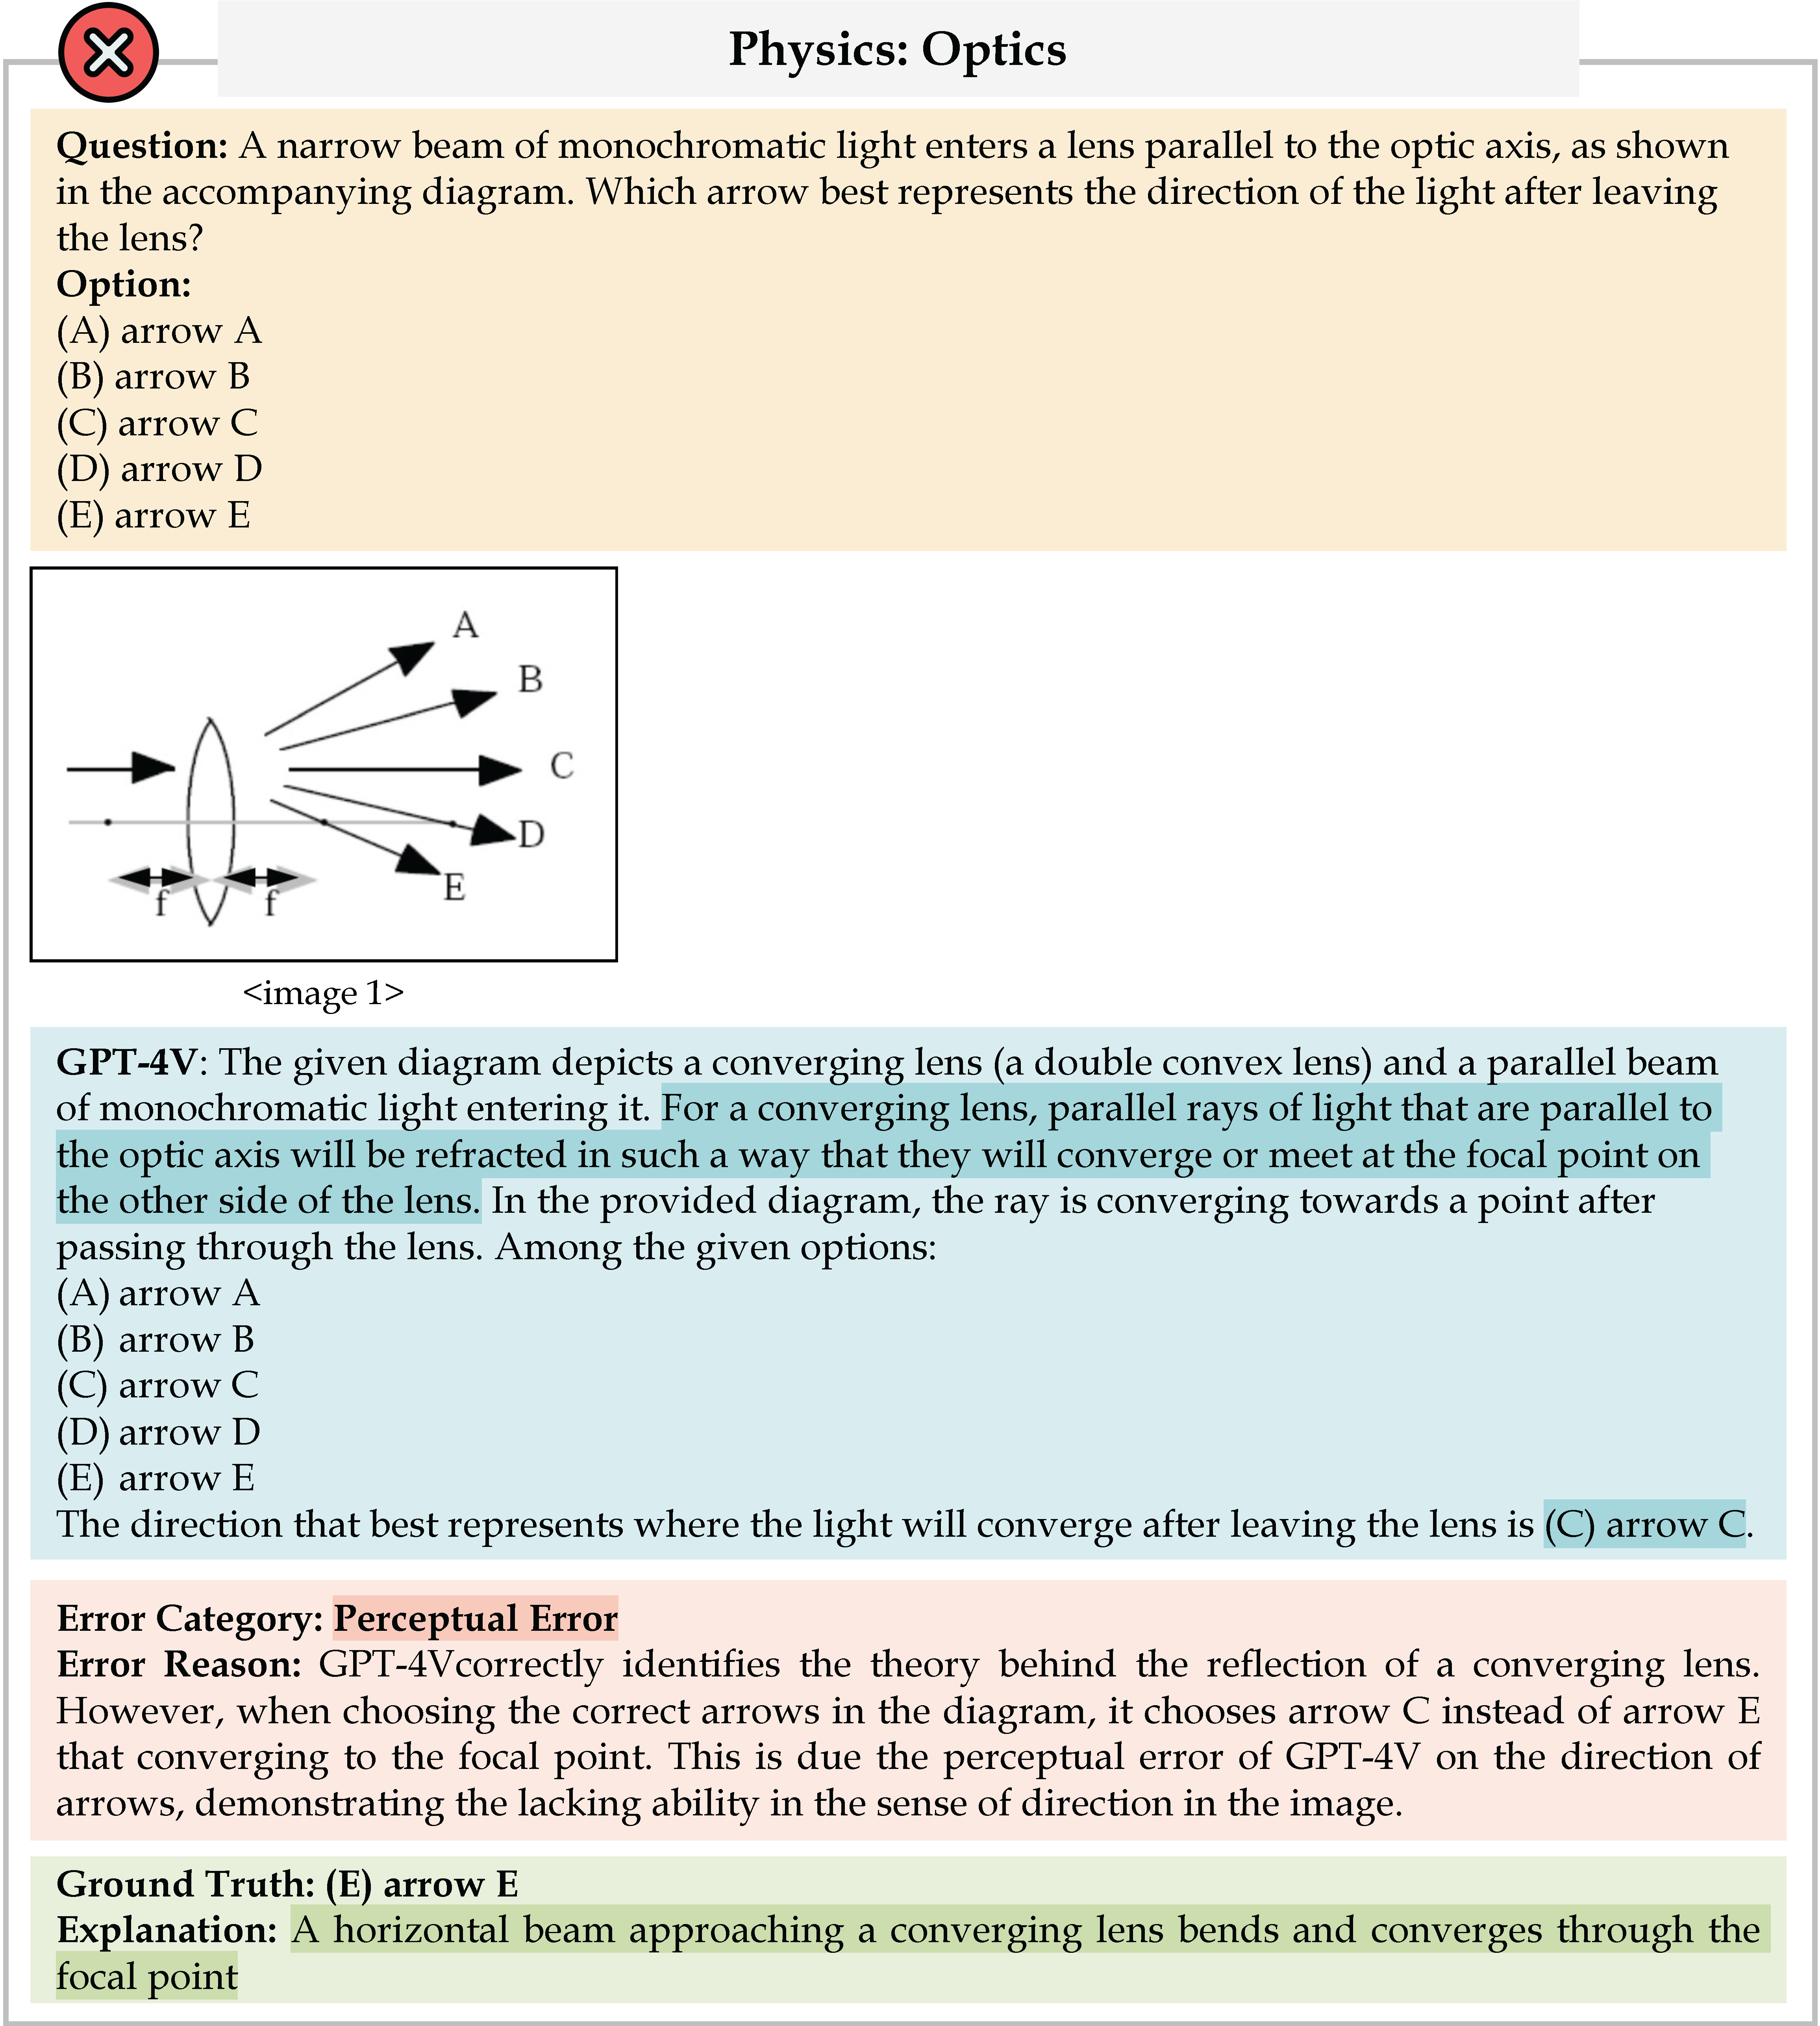 Physics: Optics
Question: A narrow beam of monochromatic light enters a lens parallel to the optic axis, as shown
in the accompanying diagram. Which arrow best represents the direction of the light after leaving
the lens?
Option:
(A) arrow A
(B) arrow B
(C) arrow C
(D) arrow D
(E) arrow E
A
B
C
D
E
f
f
<image 1>
GPT-4V: The given diagram depicts a converging lens (a double convex lens) and a parallel beam
of monochromatic light entering it. For a converging lens, parallel rays of light that are parallel to
the optic axis will be refracted in such a way that they will converge or meet at the focal point on
the other side of the lens. In the provided diagram, the ray is converging towards a point after
passing through the lens. Among the given options:
(A) arrow A
(B) arrow B
(C) arrow C
(D) arrow D
(E) arrow E
The direction that best represents where the light will converge after leaving the lens is (C) arrow C.
Error Category: Perceptual Error
Error Reason: GPT-4Vcorrectly identifies the theory behind the reflection of a converging lens.
However, when choosing the correct arrows in the diagram, it chooses arrow C instead of arrow E
that converging to the focal point. This is due the perceptual error of GPT-4V on the direction of
arrows, demonstrating the lacking ability in the sense of direction in the image.
Ground Truth: (E) arrow E
Explanation: A horizontal beam approaching a converging lens bends and converges through the
focal point